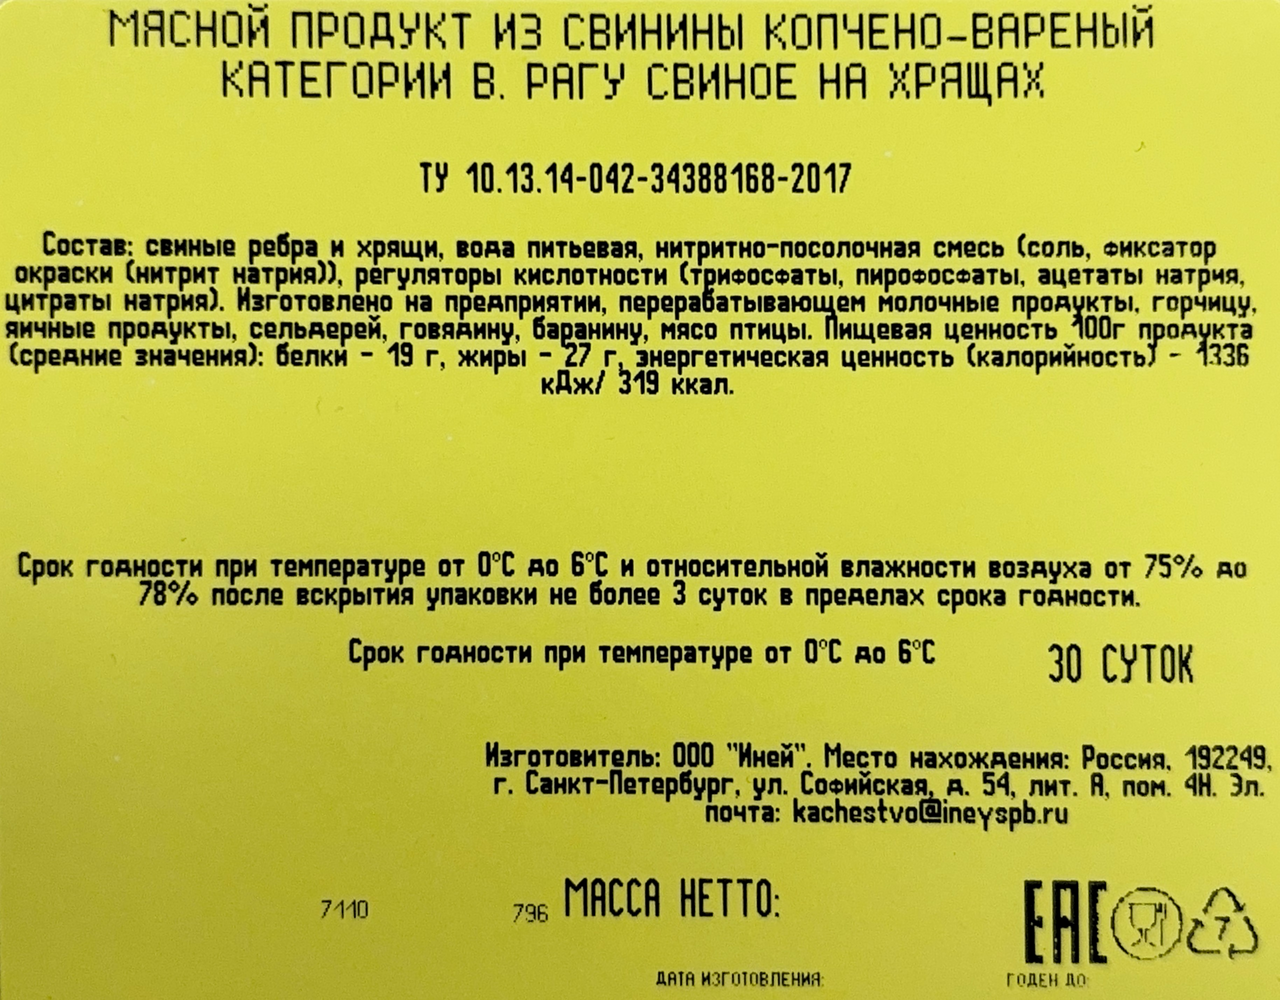 МЯСНОЙ ПРОДУКТ ИЗ СВИНИНЫ КОПЧЕНО-ВАРЕНЫЙ
КАТЕГОРИИ В. РАГУ СВИНОЕ НА ХРЯЩАХ
ТУ 10.13.14-042-34388168-2017
Состав: свиные ребра и хрящи, вода питьевая, нитритно-посолочная смесь (соль, фиксатор
окраски (нитрит натрия)), регуляторы кислотности (трифосфаты, пирофосфаты, ацетаты натрия,
цитраты натрия). Изготовлено на предприятии, перерабатывающем молочные продукты, горчицу,
яичные продукты, сельдерей, говядину, баранину, мясо птицы. Пищевая ценность 100г продукта
(средние значения): белки - 19 г, жиры - 27 г, энергетическая ценность (калорийность) - 1336
кДж/ 319 ккал.
Срок годности при температуре от 0°С до 6°С и относительной влажности воздуха от 75% до
78% после вскрытия упаковки не более 3 суток в пределах срока годности.
Срок годности при температуре от 0°С до 6°С 30 СУТОК
Изготовитель: ООО "Иней". Место нахождения: Россия, 192249,
г. Санкт-Петербург, ул. Софийская, д. 54, лит. А, пом. 4Н. Эл.
почта: kachestvo@ineyspb.ru
7110 796 МАССА НЕТТО: EAC 7
ДАТА ИЗГОТОВЛЕНИЯ: ГОДЕН ДО: